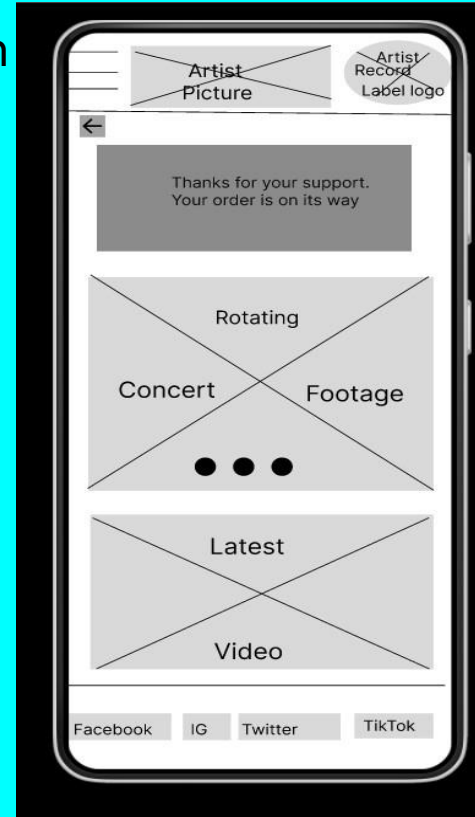 n
Artist
Picture
Artist
Record
Label logo
Thanks for your support.
Your order is on its way
Rotating
Concert Footage
Latest
Video
Facebook IG Twitter TikTok